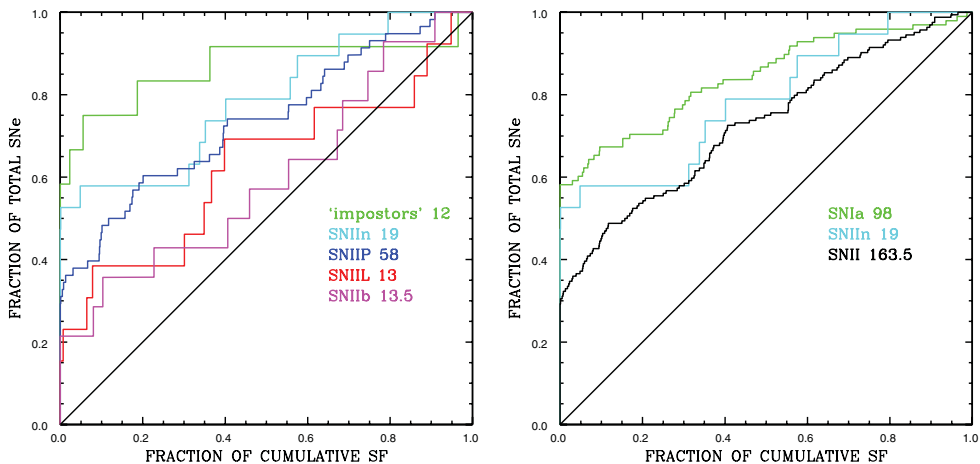 1.0
0.8
0.6
0.4
0.2
0.0
FRACTION OF TOTAL SNe
'impostors' 12
SNIIn 19
SNIIP 58
SNIIL 13
SNIIb 13.5
0.0 0.2 0.4 0.6 0.8 1.0
FRACTION OF CUMULATIVE SF
1.0
0.8
0.6
0.4
0.2
0.0
FRACTION OF TOTAL SNe
SNIa 98
SNIIn 19
SNII 163.5
0.0 0.2 0.4 0.6 0.8 1.0
FRACTION OF CUMULATIVE SF